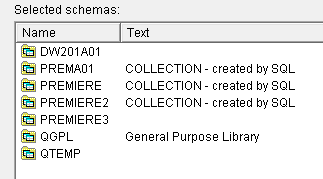 Selected schemas:
Name Text
DW201A01
PREMA01 COLLECTION - created by SQL
PREMIERE COLLECTION - created by SQL
PREMIERE2 COLLECTION - created by SQL
PREMIERE3
QGPL General Purpose Library
QTEMP